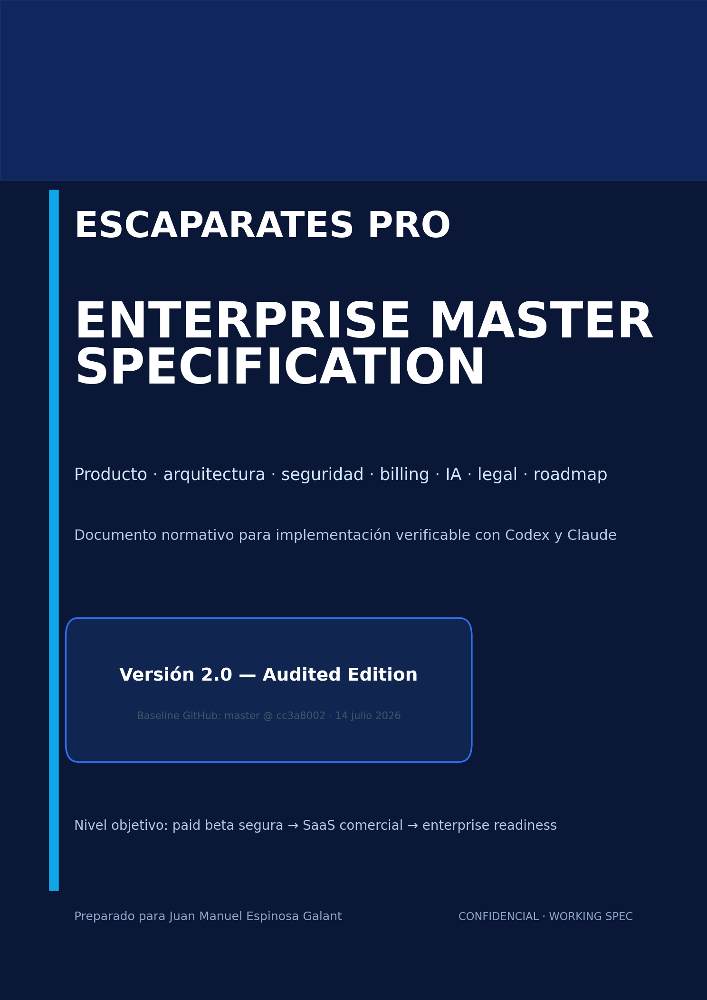 ESCAPARATES PRO
ENTERPRISE MASTER
SPECIFICATION
Producto · arquitectura · seguridad · billing · IA · legal · roadmap
Documento normativo para implementación verificable con Codex y Claude
Versión 2.0 — Audited Edition
Baseline GitHub: master @ cc3a8002 · 14 julio 2026
Nivel objetivo: paid beta segura → SaaS comercial → enterprise readiness
Preparado para Juan Manuel Espinosa Galant
CONFIDENCIAL · WORKING SPEC